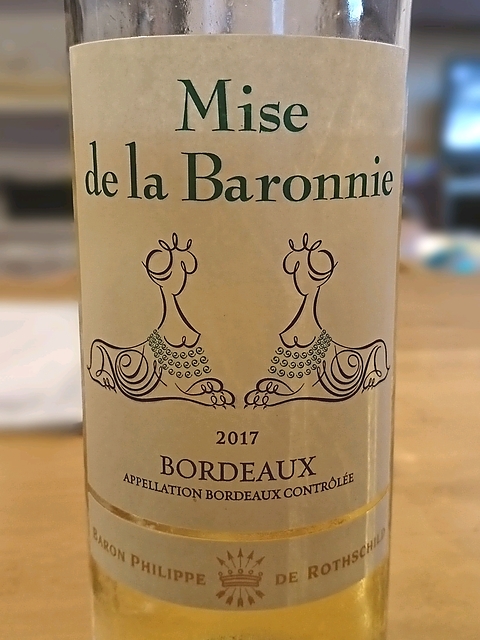 Mise
de la Baronnie
2017
BORDEAUX
APPELLATION BORDEAUX CONTRÔLÉE
BARON PHILIPPE DE ROTHSCHILD